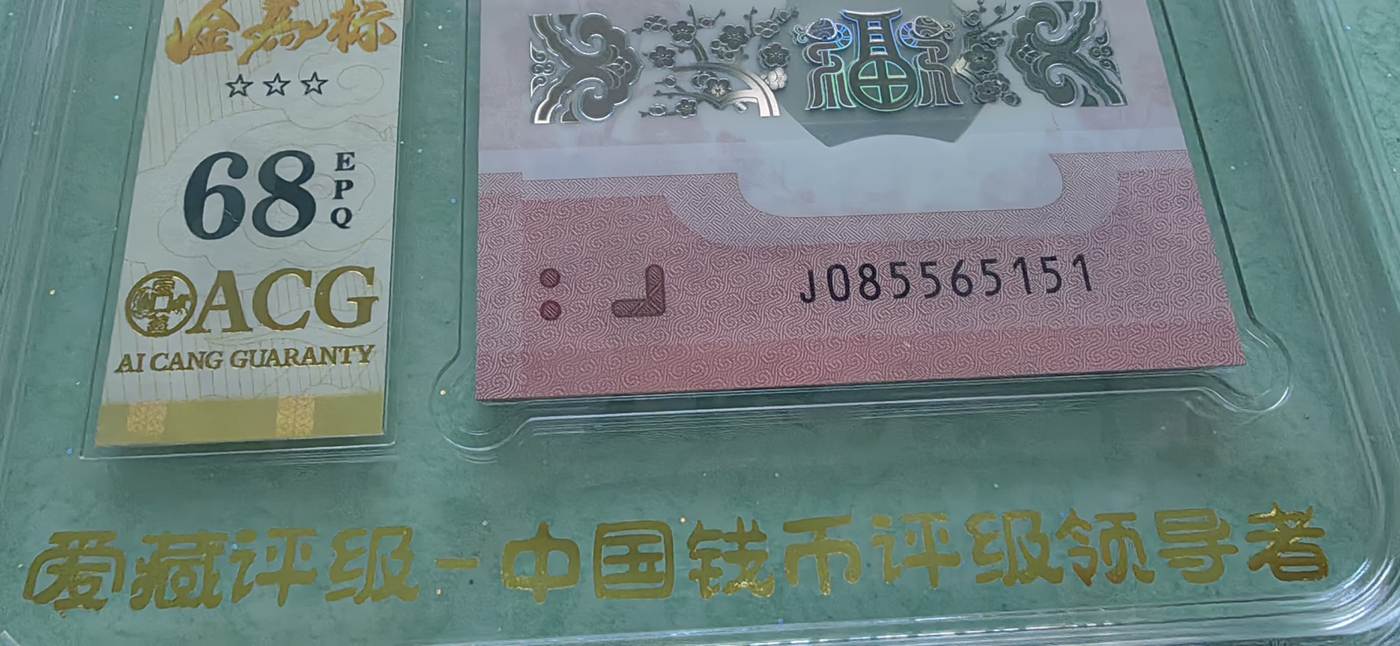 金鼎标
☆☆☆
68
EPQ
ACG
AI CANG GUARANTY
J085565151
爱藏评级-中国钱币评级领导者